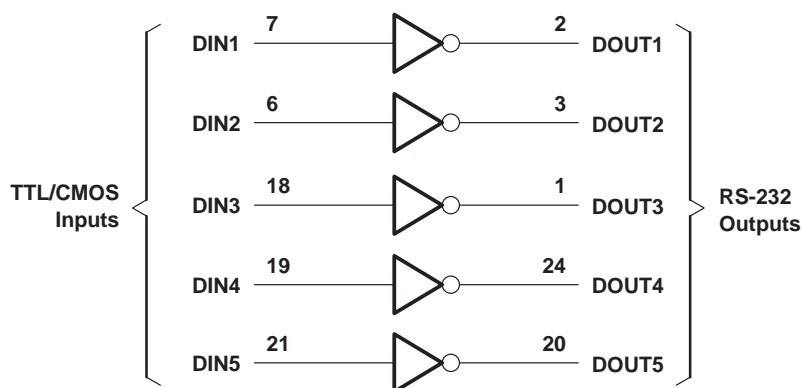 7 2
DIN1 DOUT1
6 3
DIN2 DOUT2
TTL/CMOS
Inputs
18 1
DIN3 DOUT3
RS-232
Outputs
19 24
DIN4 DOUT4
21 20
DIN5 DOUT5